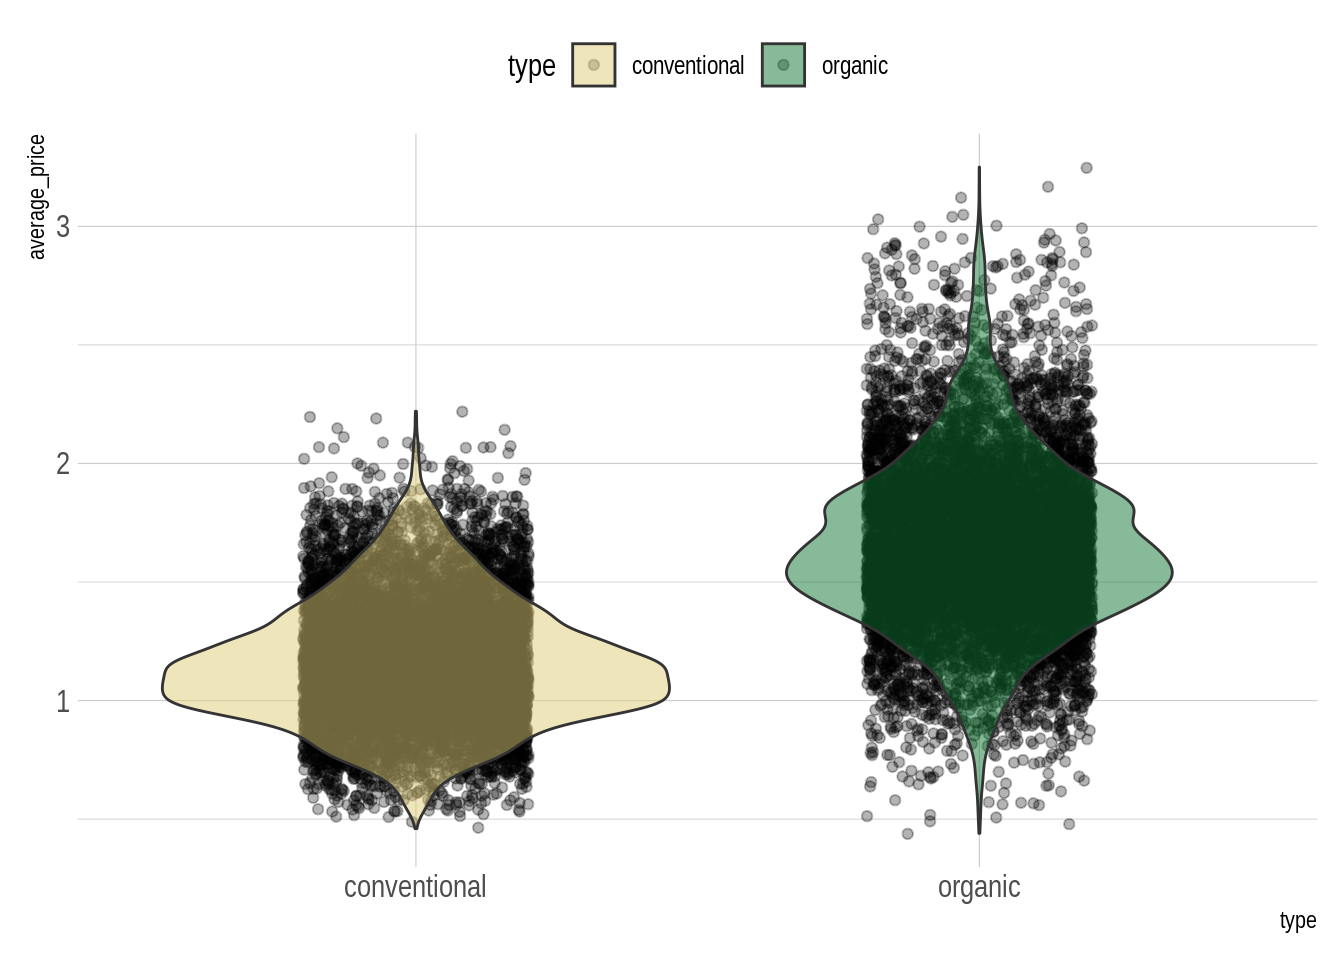 type conventional organic
average_price
3
2
1
conventional organic
type